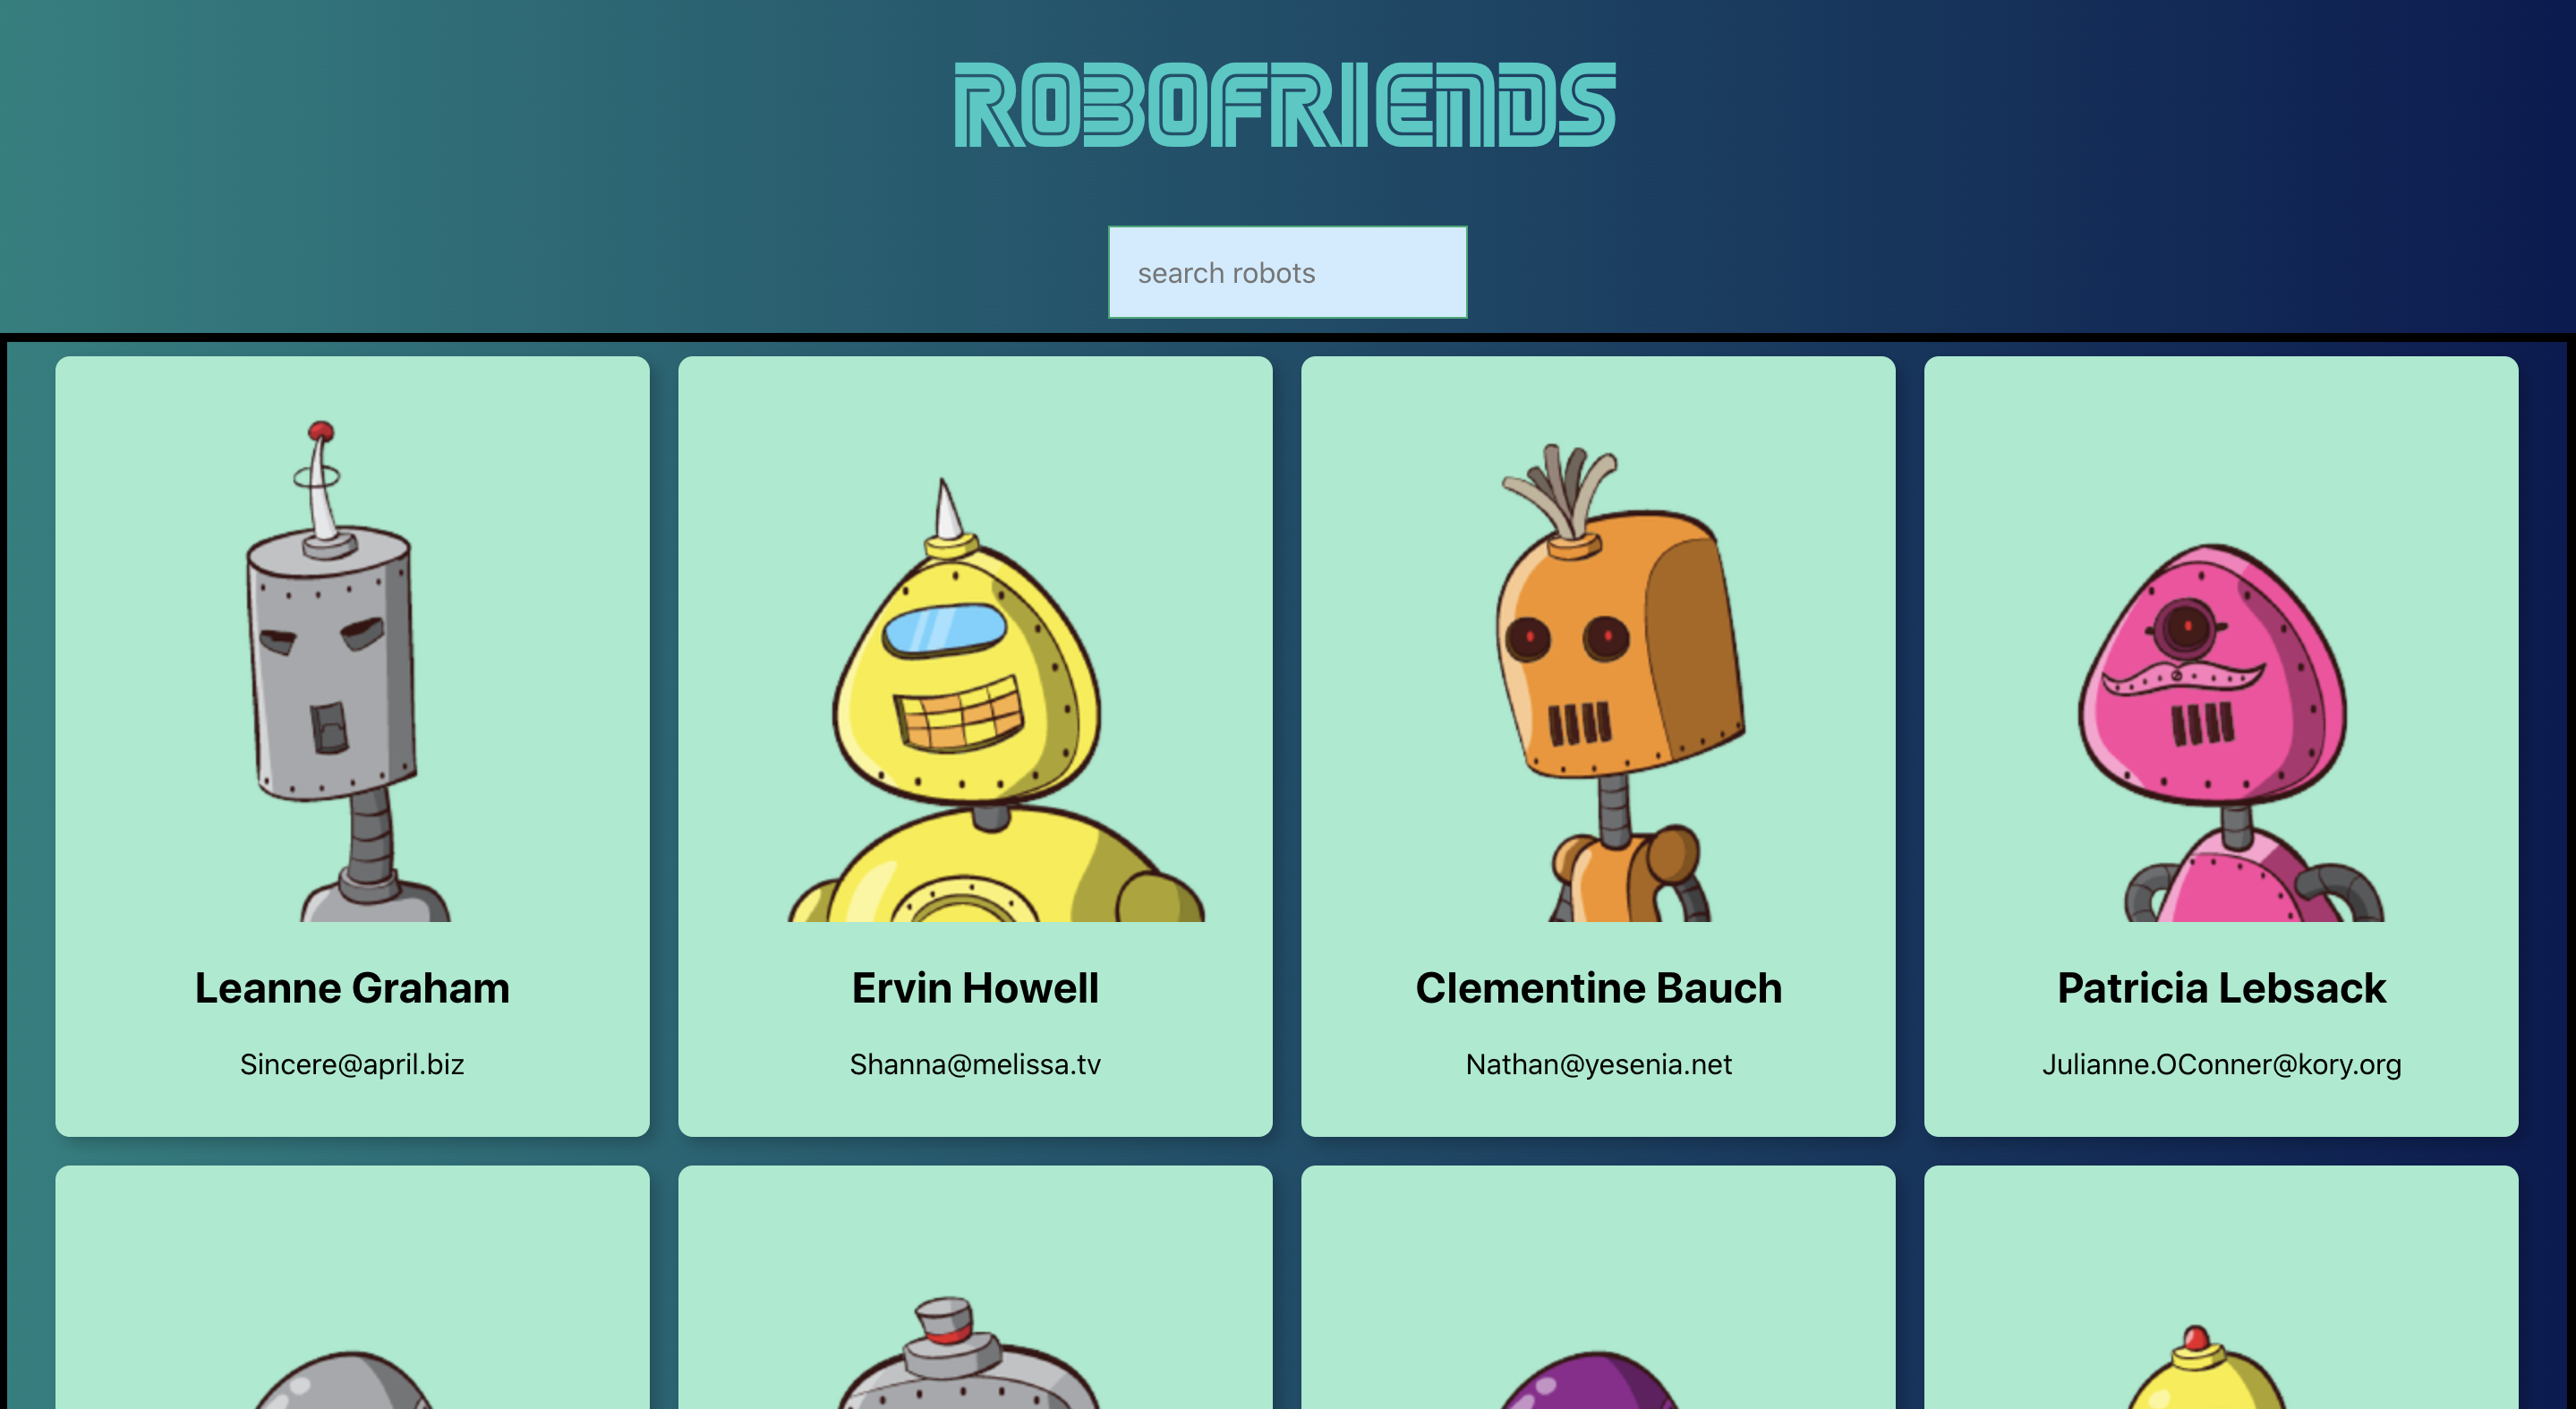 ROBOFRIENDS
search robots
Leanne Graham
Sincere@april.biz
Ervin Howell
Shanna@melissa.tv
Clementine Bauch
Nathan@yesenia.net
Patricia Lebsack
Julianne.OConner@kory.org